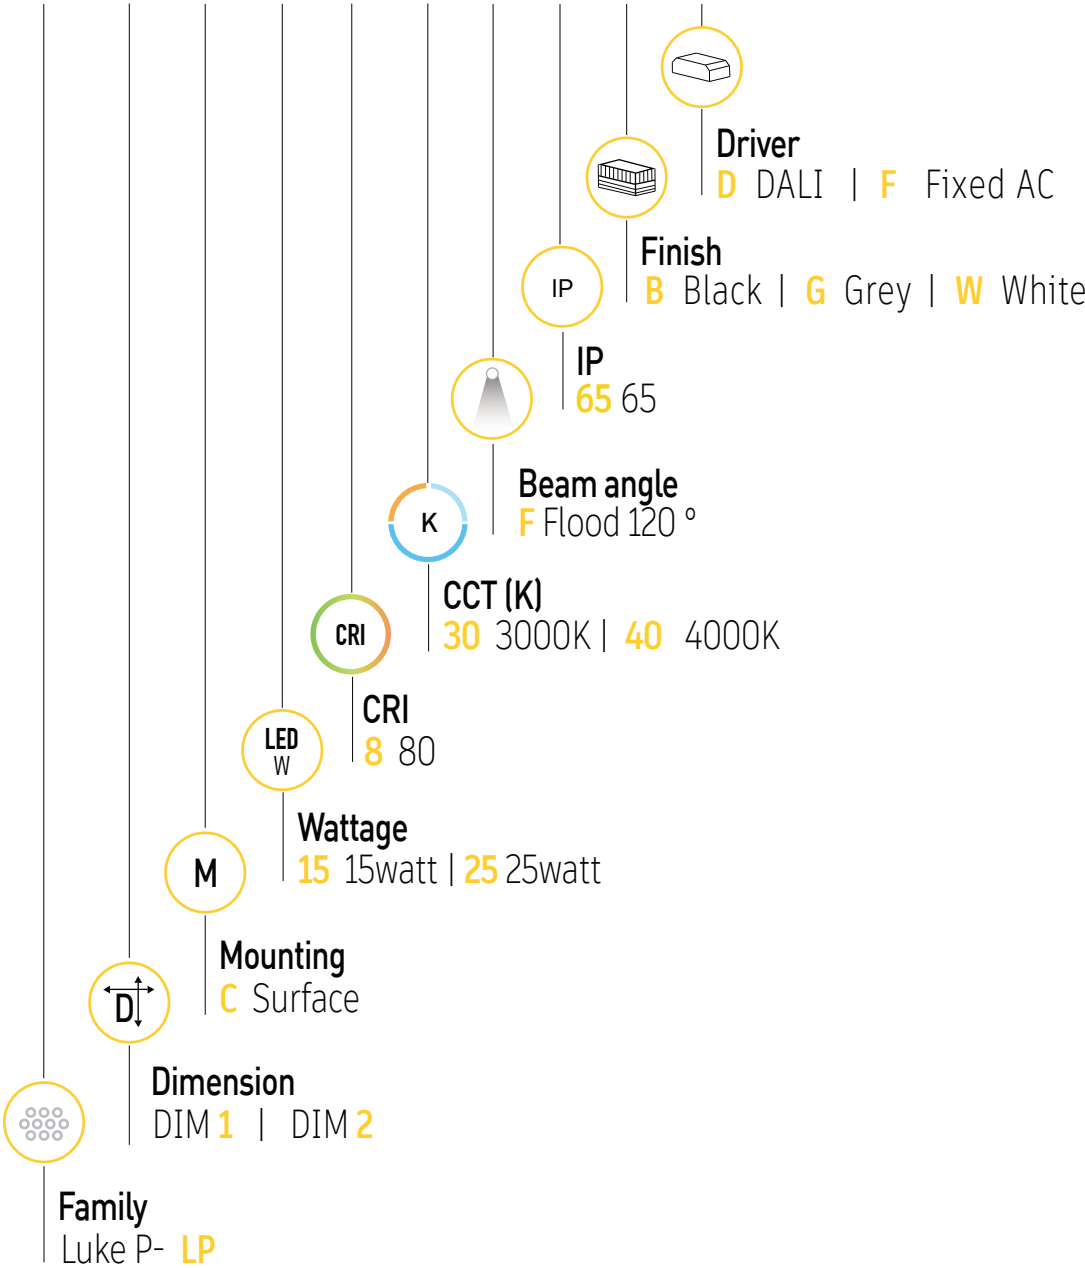 Driver
D DALI | F Fixed AC
Finish
B Black | G Grey | W White
IP
IP
65 65
Beam angle
F Flood 120 º
K
CCT (K)
30 3000K | 40 4000K
CRI
CRI
8 80
LED
W
Wattage
15 15watt | 25 25watt
M
Mounting
C Surface
D
Dimension
DIM 1 | DIM 2
Family
Luke P- LP